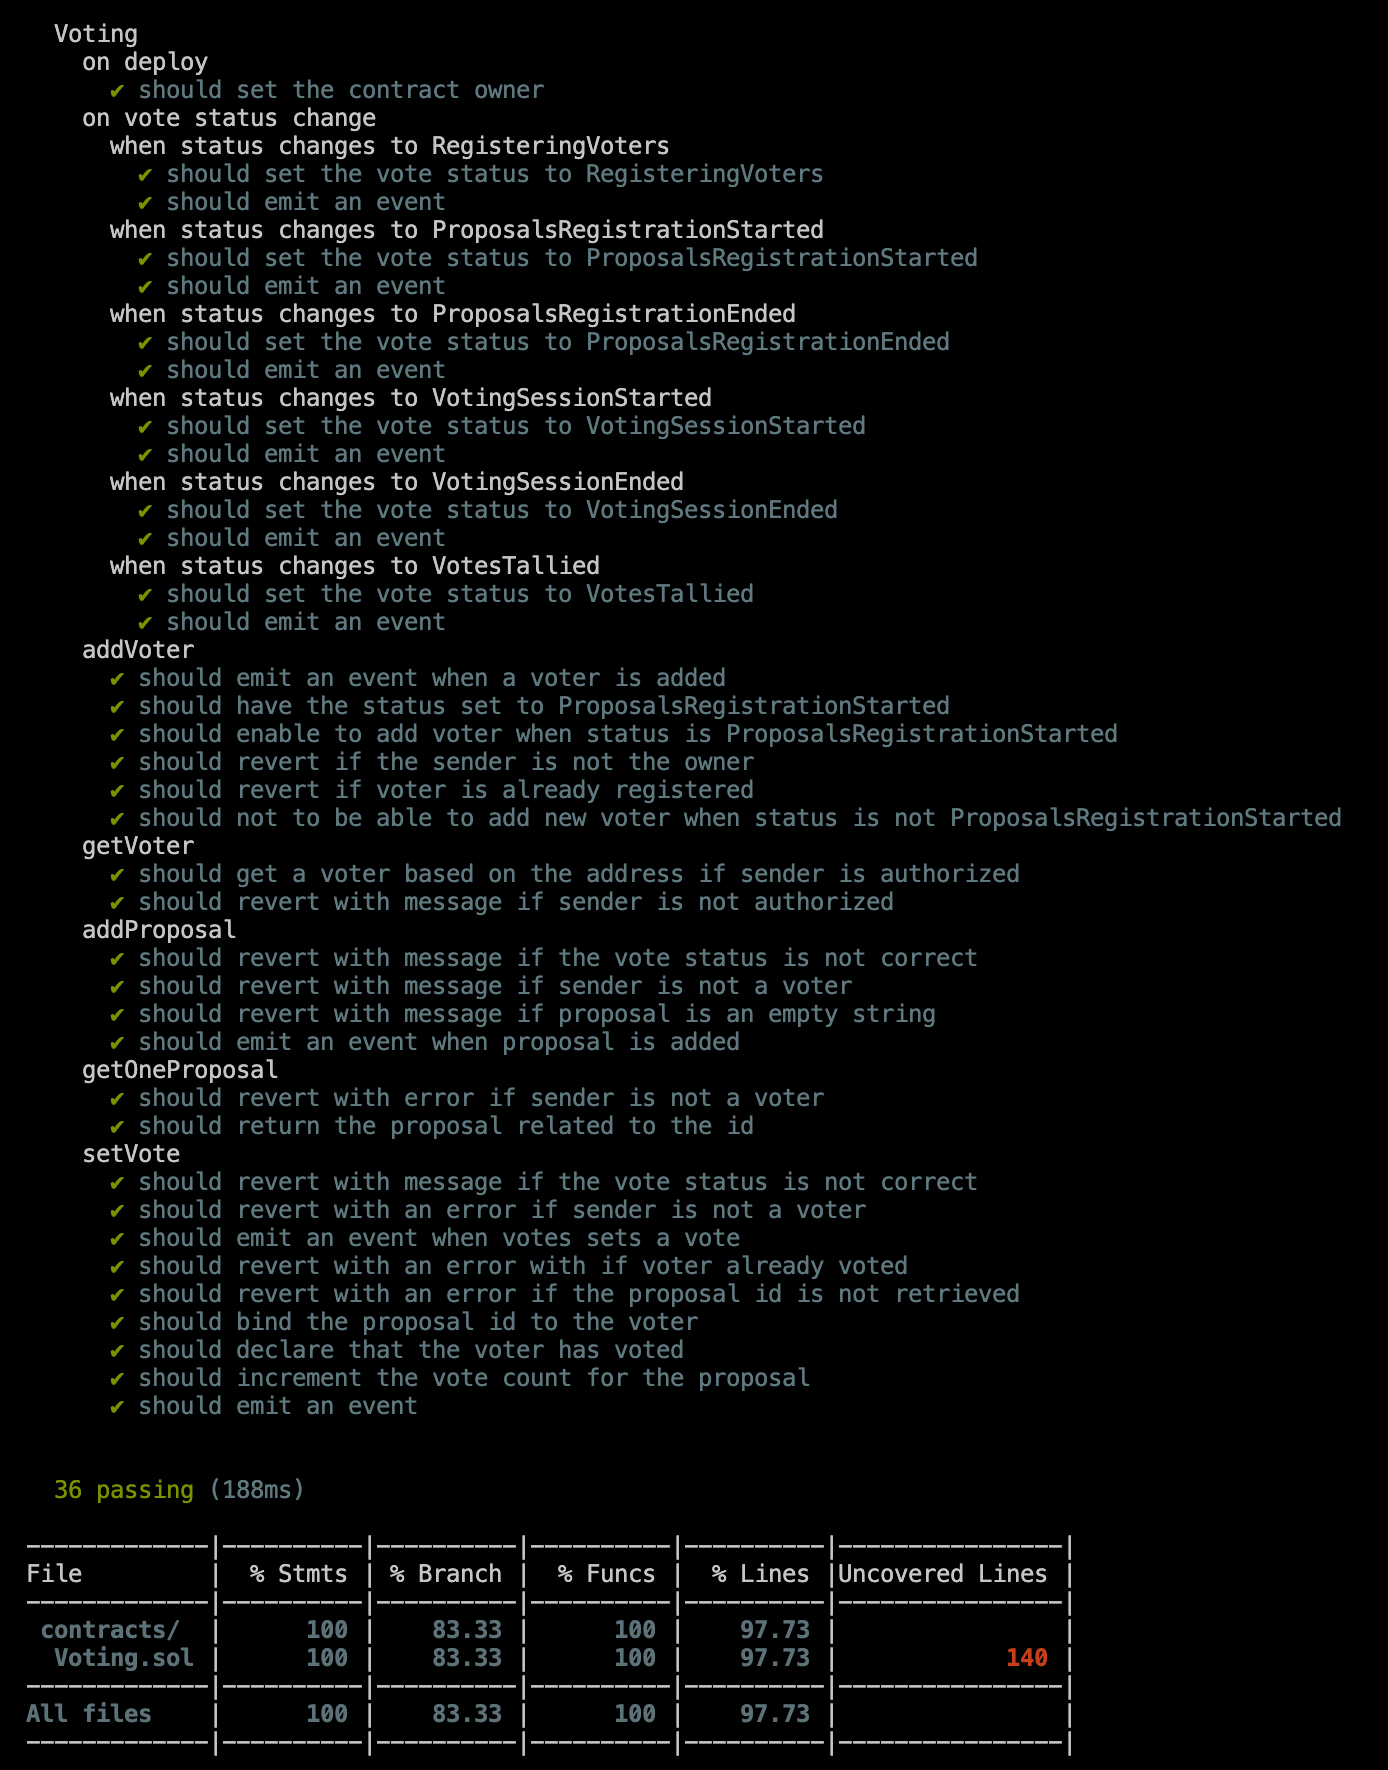 Voting
on deploy
✔ should set the contract owner
on vote status change
when status changes to RegisteringVoters
✔ should set the vote status to RegisteringVoters
✔ should emit an event
when status changes to ProposalsRegistrationStarted
✔ should set the vote status to ProposalsRegistrationStarted
✔ should emit an event
when status changes to ProposalsRegistrationEnded
✔ should set the vote status to ProposalsRegistrationEnded
✔ should emit an event
when status changes to VotingSessionStarted
✔ should set the vote status to VotingSessionStarted
✔ should emit an event
when status changes to VotingSessionEnded
✔ should set the vote status to VotingSessionEnded
✔ should emit an event
when status changes to VotesTallied
✔ should set the vote status to VotesTallied
✔ should emit an event
addVoter
✔ should emit an event when a voter is added
✔ should have the status set to ProposalsRegistrationStarted
✔ should enable to add voter when status is ProposalsRegistrationStarted
✔ should revert if the sender is not the owner
✔ should revert if voter is already registered
✔ should not to be able to add new voter when status is not ProposalsRegistrationStarted
getVoter
✔ should get a voter based on the address if sender is authorized
✔ should revert with message if sender is not authorized
addProposal
✔ should revert with message if the vote status is not correct
✔ should revert with message if sender is not a voter
✔ should revert with message if proposal is an empty string
✔ should emit an event when proposal is added
getOneProposal
✔ should revert with error if sender is not a voter
✔ should return the proposal related to the id
setVote
✔ should revert with message if the vote status is not correct
✔ should revert with an error if sender is not a voter
✔ should emit an event when votes sets a vote
✔ should revert with an error with if voter already voted
✔ should revert with an error if the proposal id is not retrieved
✔ should bind the proposal id to the voter
✔ should declare that the voter has voted
✔ should increment the vote count for the proposal
✔ should emit an event
36 passing (188ms)
-------------|----------|----------|----------|----------|----------------|
File | % Stmts | % Branch | % Funcs | % Lines |Uncovered Lines |
-------------|----------|----------|----------|----------|----------------|
contracts/ | 100 | 83.33 | 100 | 97.73 | |
Voting.sol | 100 | 83.33 | 100 | 97.73 | 140 |
-------------|----------|----------|----------|----------|----------------|
All files | 100 | 83.33 | 100 | 97.73 | |
-------------|----------|----------|----------|----------|----------------|